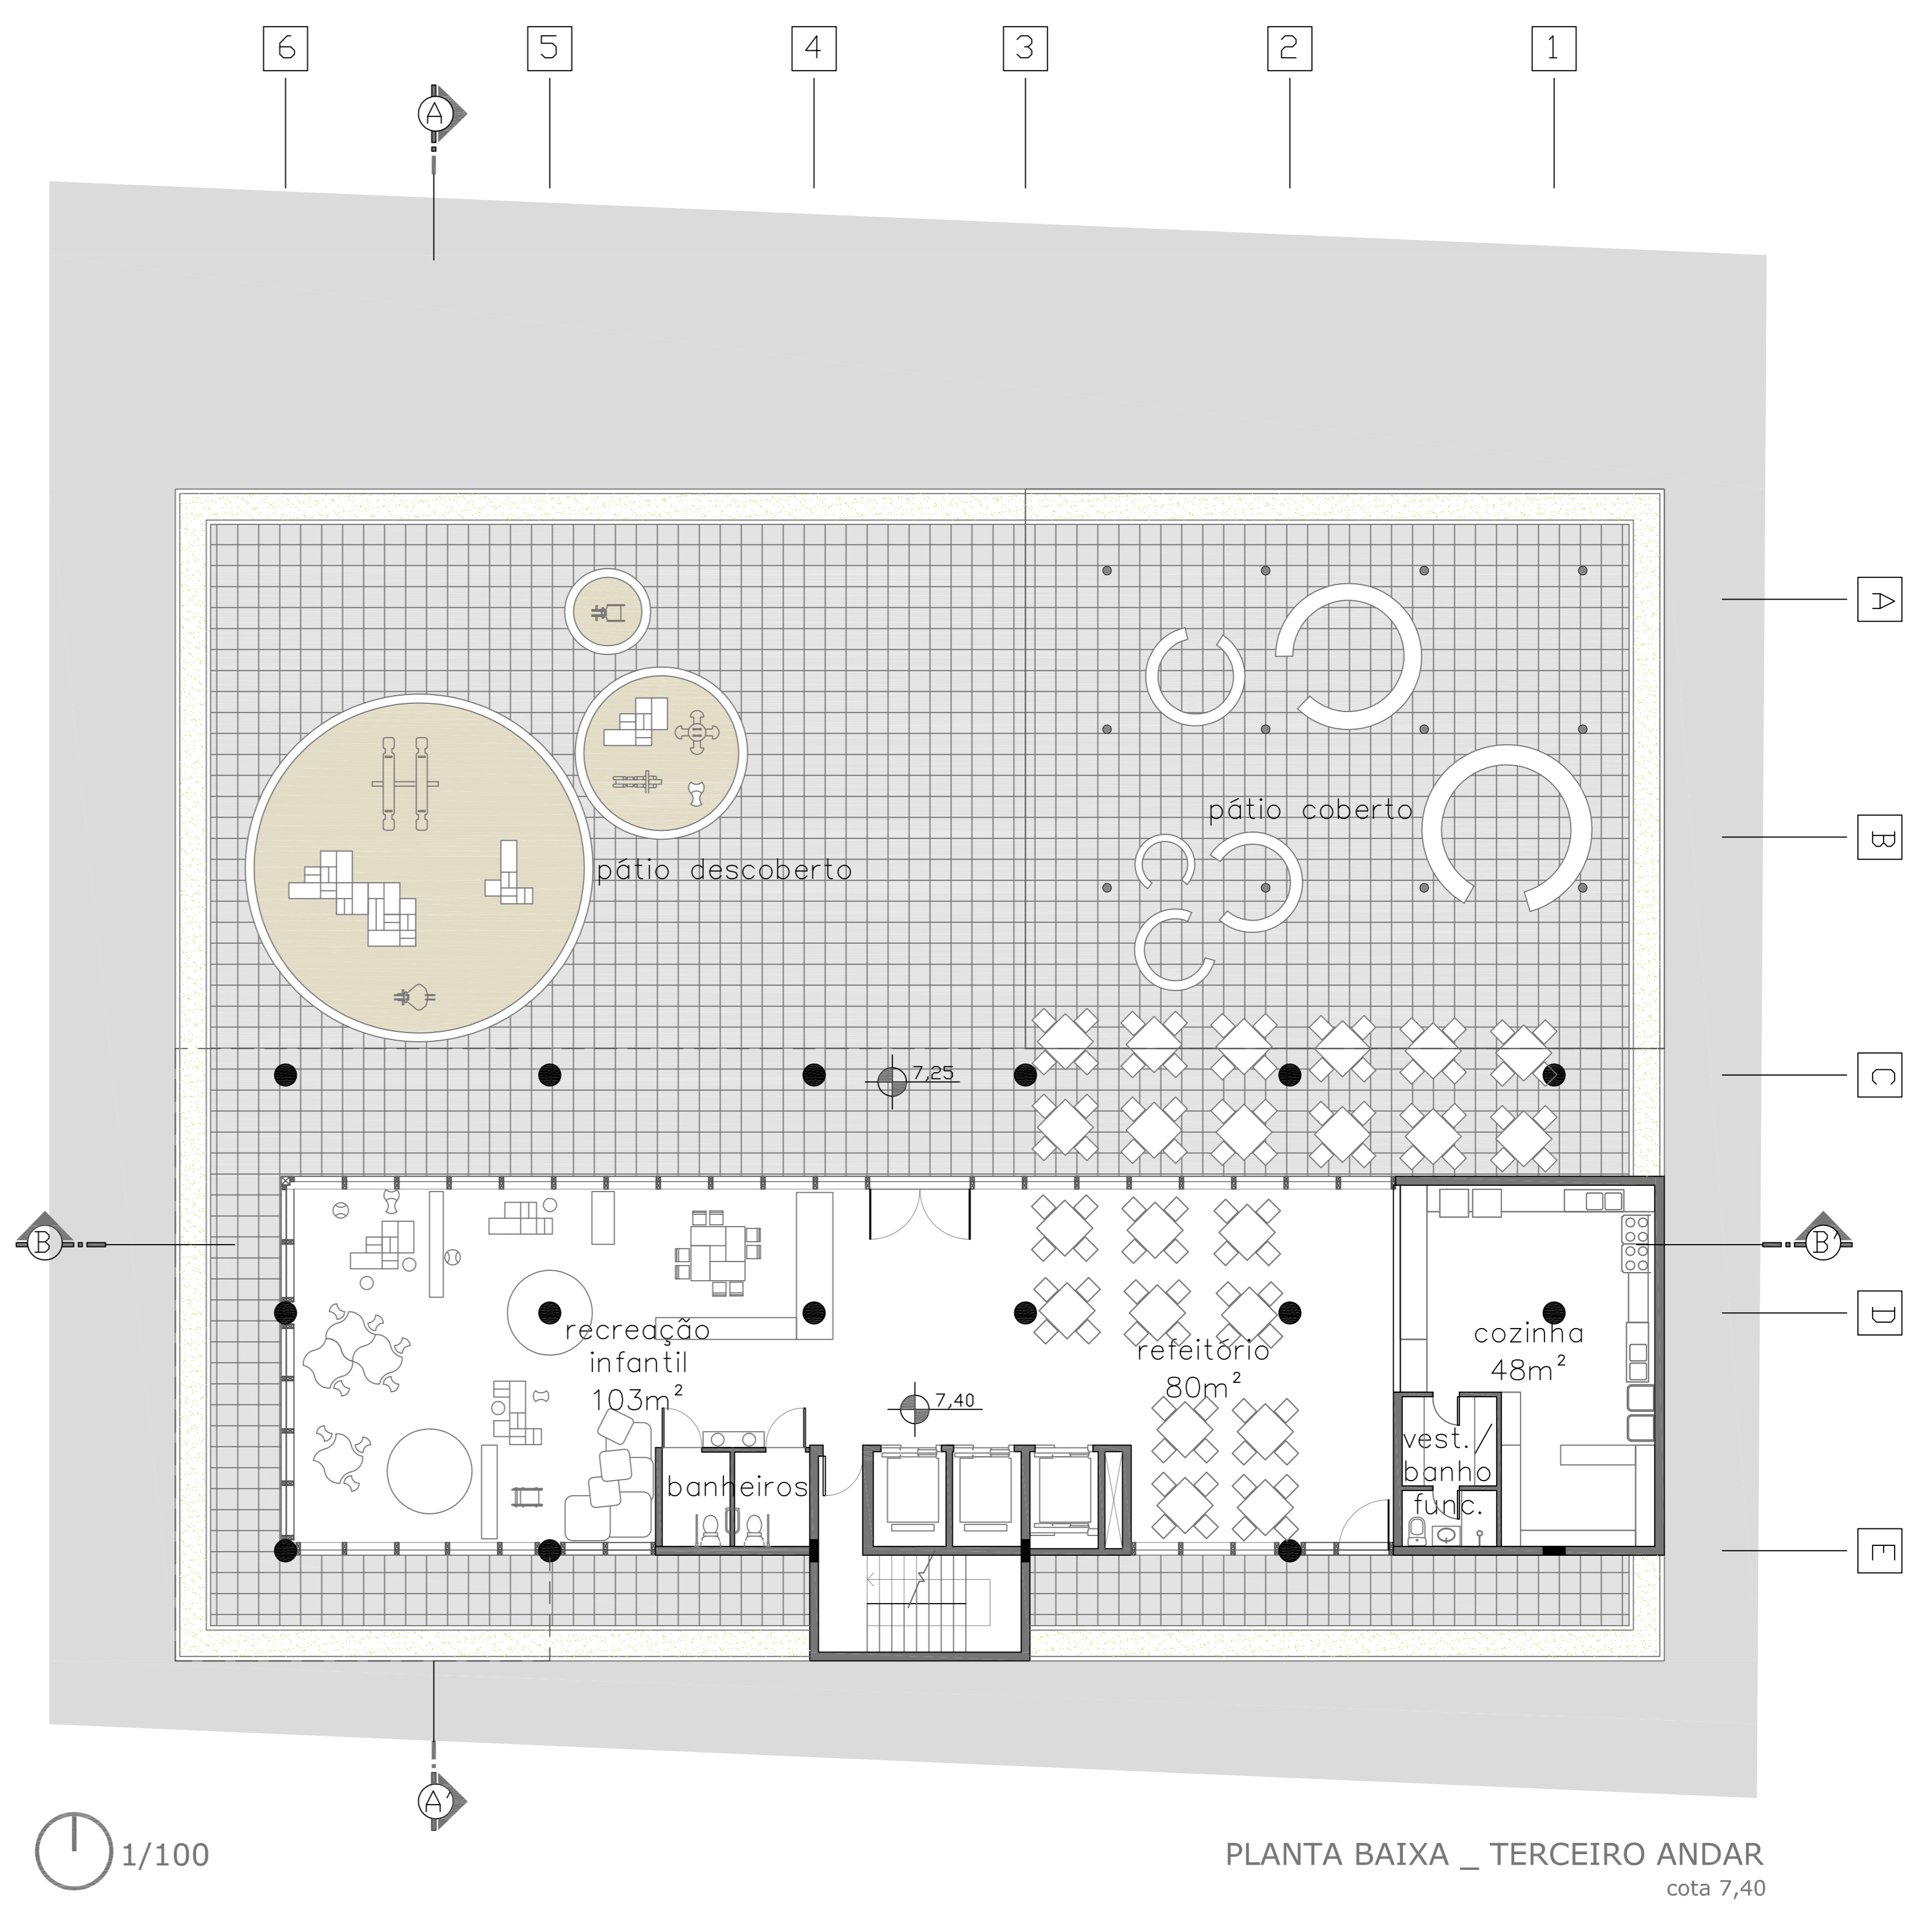 6 5 4 3 2 1
A
A
pátio coberto
B
pátio descoberto
7,25
C
B
B'
recreação
infantil
103m²
refeitório
80m²
cozinha
48m²
D
7,40
vest./
banho
func.
banheiros
E
A'
1/100
PLANTA BAIXA _ TERCEIRO ANDAR
cota 7,40